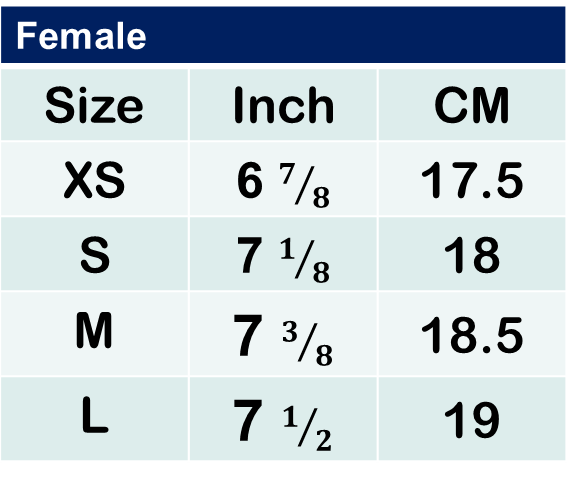 Female
Size Inch CM
XS 6 7/8 17.5
S 7 1/8 18
M 7 3/8 18.5
L 7 1/2 19